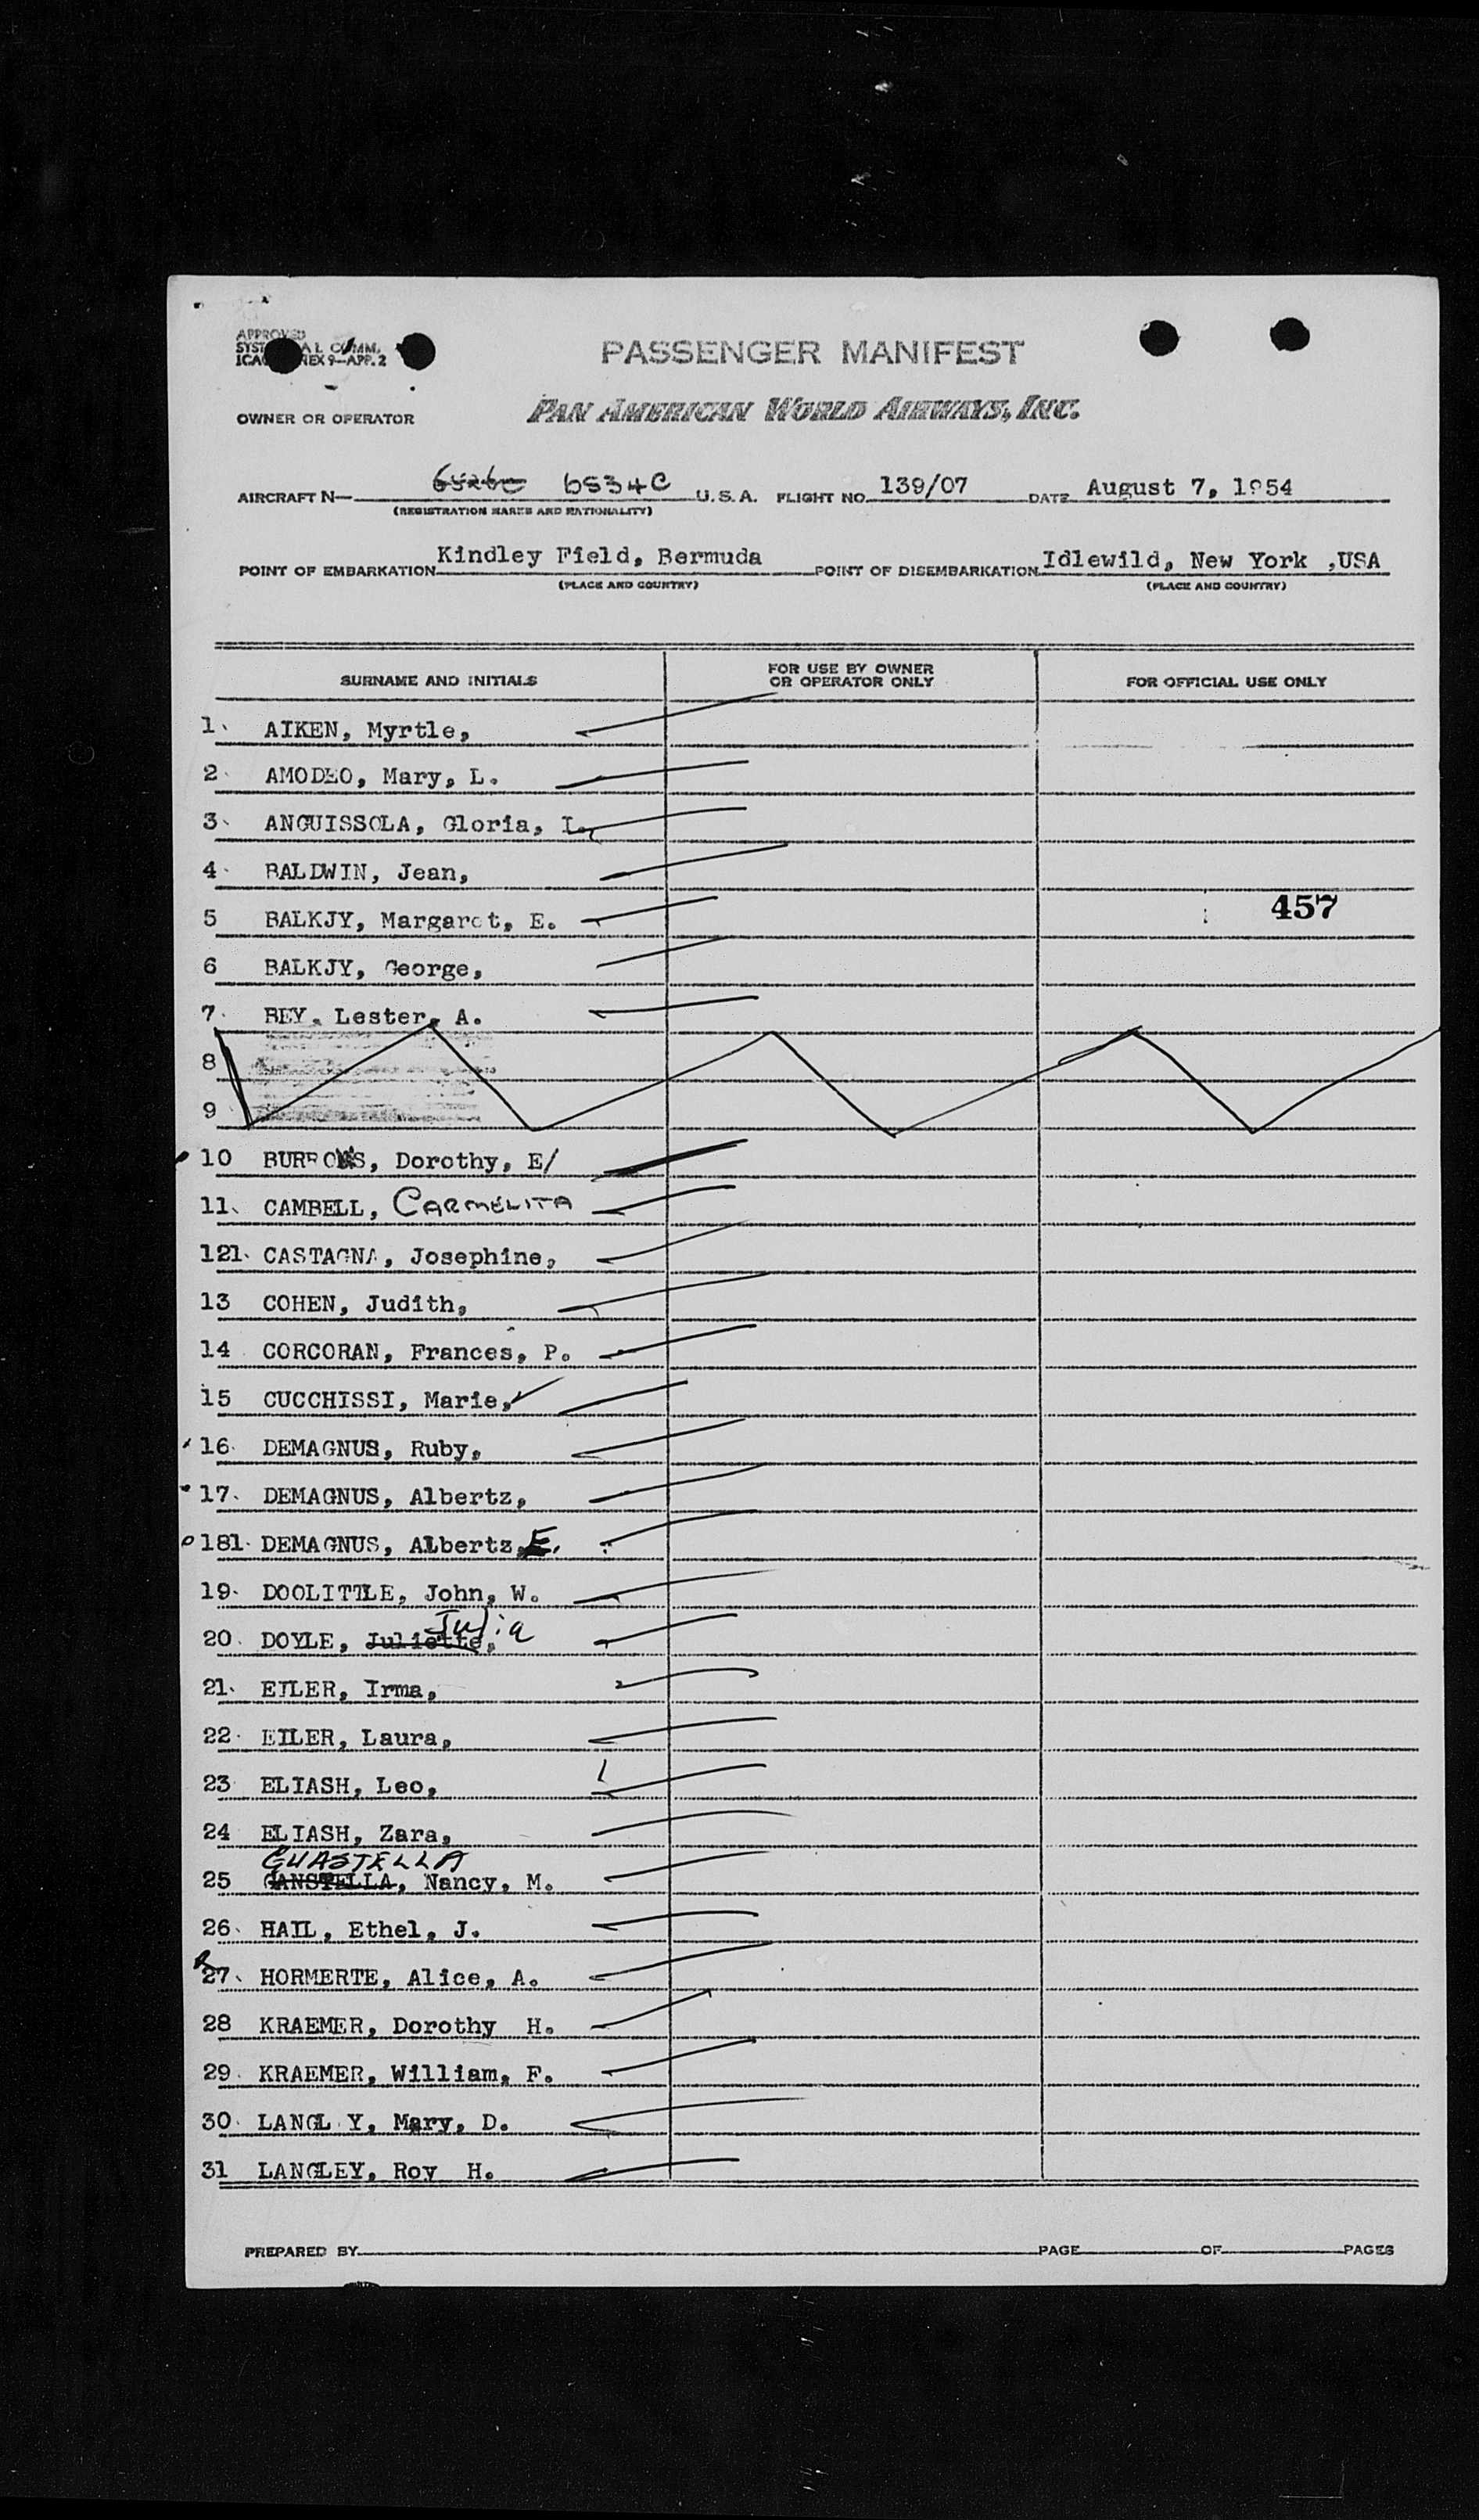 APPROVED
PASSENGER MANIFEST
OWNER OR OPERATOR PAN AMERICAN WORLD AIRWAYS, INC.
AIRCRAFT N— 6526C 6534C U.S.A. FLIGHT NO. 139/07 DATE August 7, 1954
(REGISTRATION MARKS AND NATIONALITY)
POINT OF EMBARKATION Kindley Field, Bermuda POINT OF DISEMBARKATION Idlewild, New York ,USA
(PLACE AND COUNTRY) (PLACE AND COUNTRY)
SURNAME AND INITIALS FOR USE BY OWNER OR OPERATOR ONLY FOR OFFICIAL USE ONLY
1. AIKEN, Myrtle,
2. AMODEO, Mary, L.
3. ANGUISSOLA, Gloria, I.
4. BALDWIN, Jean,
5 BALKJY, Margaret, E. 457
6 BALKJY, George,
7. BEY, Lester, A.
8
9
10 BURROWS, Dorothy, E/
11. CAMBELL, CARMELITA
121. CASTAGNA, Josephine,
13 COHEN, Judith,
14 CORCORAN, Frances, P.
15 CUCCHISSI, Marie,
16. DEMAGNUS, Ruby,
17. DEMAGNUS, Albertz,
181. DEMAGNUS, Albertz, E.
19. DOOLITTLE, John, W.
Julia
20. DOYLE, Juliette,
21. EILER, Irma,
22. EILER, Laura,
23 ELIASH, Leo,
24 ELIASH, Zara,
GUASTELLA
25 GANSTELLA, Nancy, M.
26. HAIL, Ethel, J.
27. HORMERTE, Alice, A.
28 KRAEMER, Dorothy H.
29. KRAEMER, William, F.
30. LANGL Y, Mary, D.
31 LANGLEY, Roy H.
PREPARED BY PAGE OF PAGES